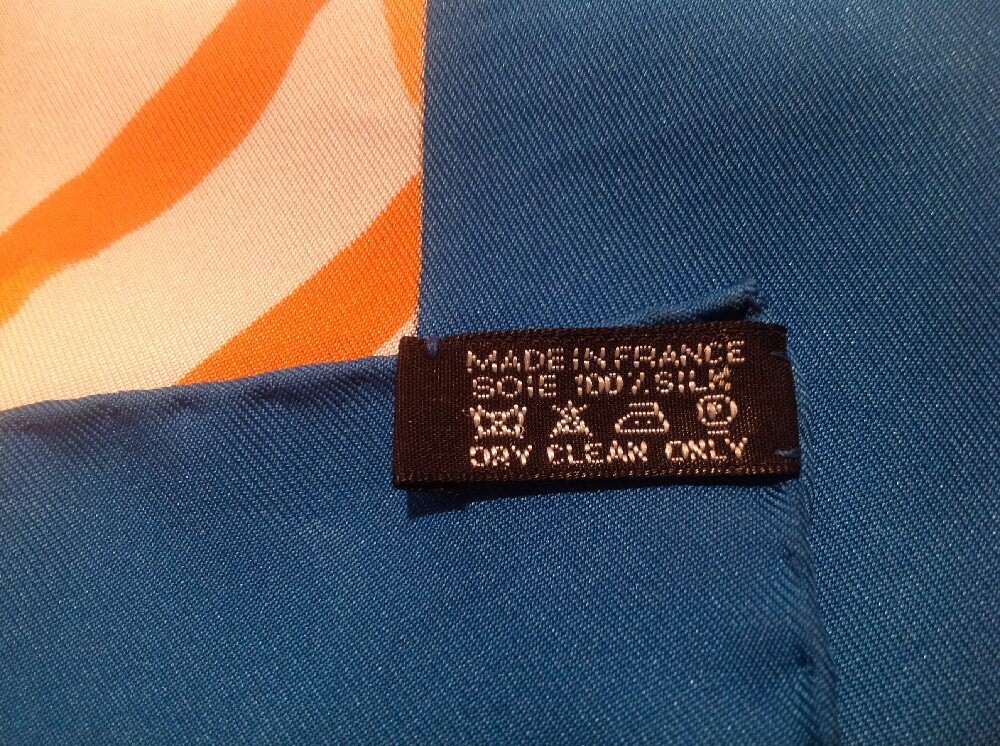 MADE IN FRANCE
SOIE 100% SILK
P
DRY CLEAN ONLY